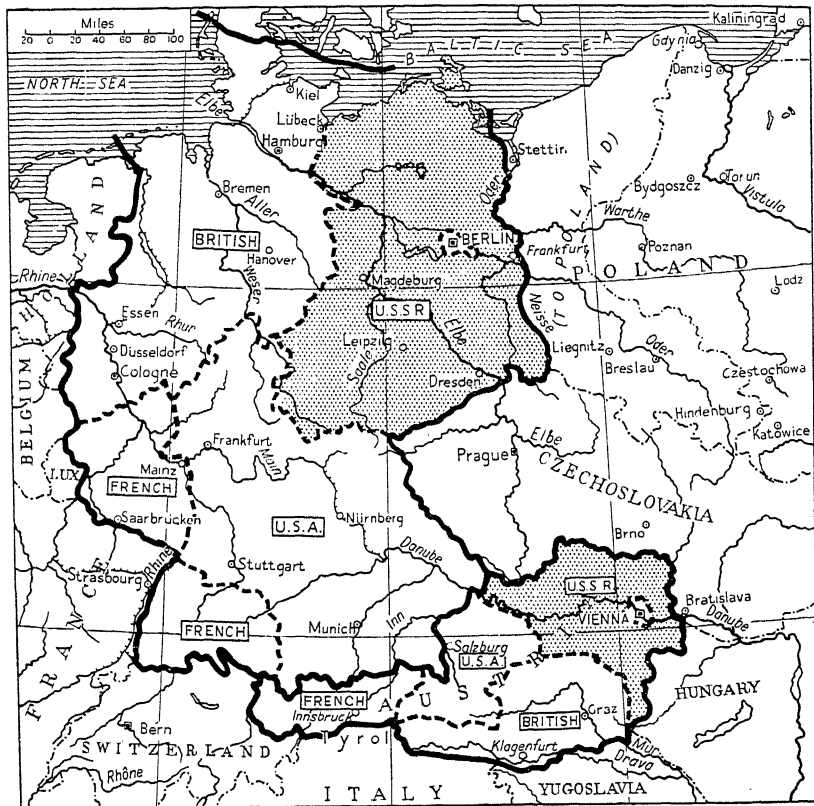 Miles
20 0 20 40 60 80 100
Kaliningrad
BALTIC SEA
Gdynia
Danzig
NORTH SEA
Elbe
Kiel
Lübeck
Hamburg
Stettin.
Oder
(TO POLAND)
Bydgoszcz
Torun
Vistula
HOLLAND
Bremen
Aller
Warthe
BRITISH
Hanover
BERLIN
Frankfurt
Poznan
Weser
POLAND
Rhine
Magdeburg
Neisse
Lodz
Essen
Rhur
U.S.S.R.
Elbe
Düsseldorf
Leipzig
Saale
Liegnitz
Oder
Cologne
Dresden
Breslau
Czestochowa
BELGIUM
Hindenburg
Frankfurt
Elbe
Katowice
Main
Prague
Mainz
LUX.
FRENCH
CZECHOSLOVAKIA
Saarbrücken
U.S.A.
Nürnberg
Brno
Danube
Strasbourg
Rhine
Stuttgart
U.S.S.R.
Bratislava
VIENNA
Danube
FRENCH
Munich
Inn
Salzburg
U.S.A.
FRANCE
AUSTRIA
FRENCH
Innsbruck
BRITISH
Graz
HUNGARY
Bern
SWITZERLAND
Tyrol
Klagenfurt
Mur
Drava
Rhône
ITALY
YUGOSLAVIA